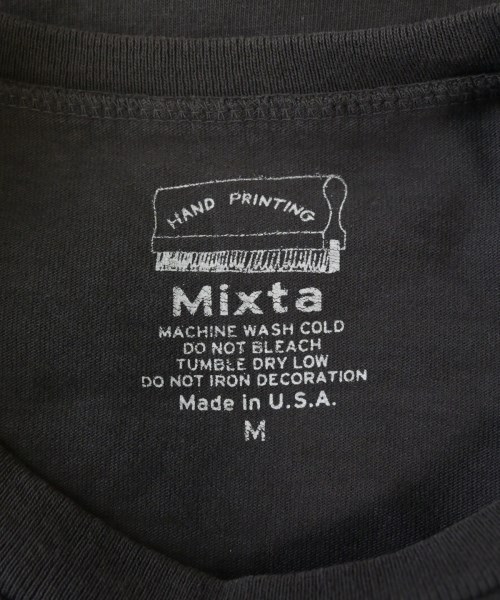 HAND PRINTING
Mixta
MACHINE WASH COLD
DO NOT BLEACH
TUMBLE DRY LOW
DO NOT IRON DECORATION
Made in U.S.A.
M